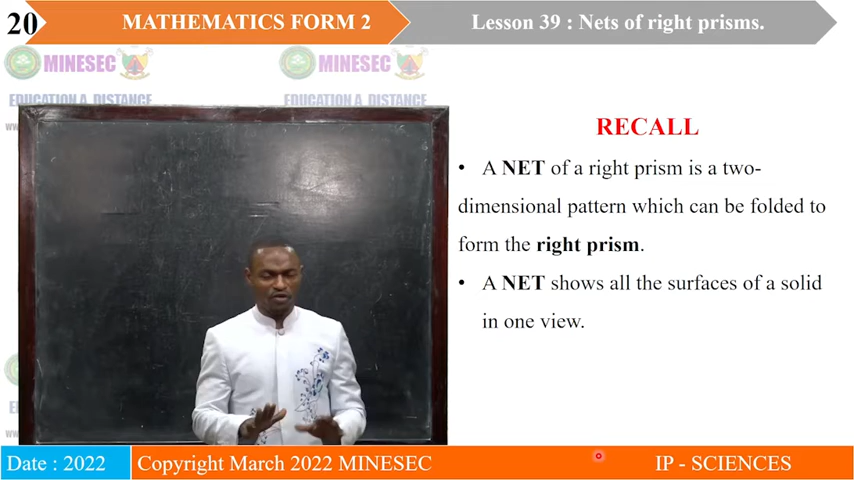 20
MATHEMATICS FORM 2
Lesson 39 : Nets of right prisms.
MINESEC
MINESEC
EDUCATION A DISTANCE
EDUCATION A DISTANCE
RECALL
• A NET of a right prism is a two-
dimensional pattern which can be folded to
form the right prism.
• A NET shows all the surfaces of a solid
in one view.
Date : 2022
Copyright March 2022 MINESEC
IP - SCIENCES